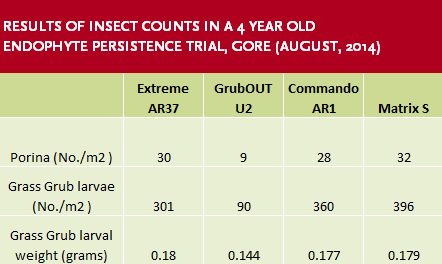 RESULTS OF INSECT COUNTS IN A 4 YEAR OLD
ENDOPHYTE PERSISTENCE TRIAL, GORE (AUGUST, 2014)
Extreme AR37 GrubOUT U2 Commando AR1 Matrix S
Porina (No./m2 ) 30 9 28 32
Grass Grub larvae (No./m2 ) 301 90 360 396
Grass Grub larval weight (grams) 0.18 0.144 0.177 0.179